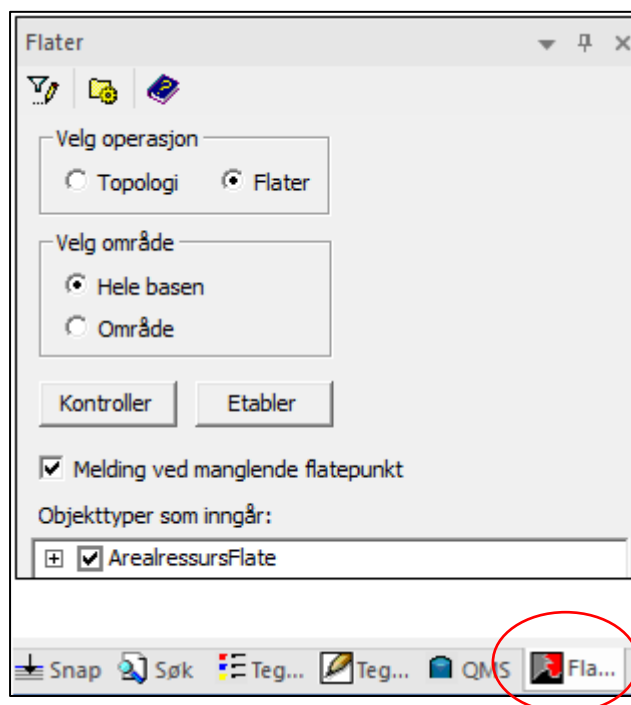 Flater
Velg operasjon
Topologi Flater
Velg område
Hele basen
Område
Kontroller Etabler
Melding ved manglende flatepunkt
Objekttyper som inngår:
ArealressursFlate
Snap Søk Teg... Teg... QMS Fla...